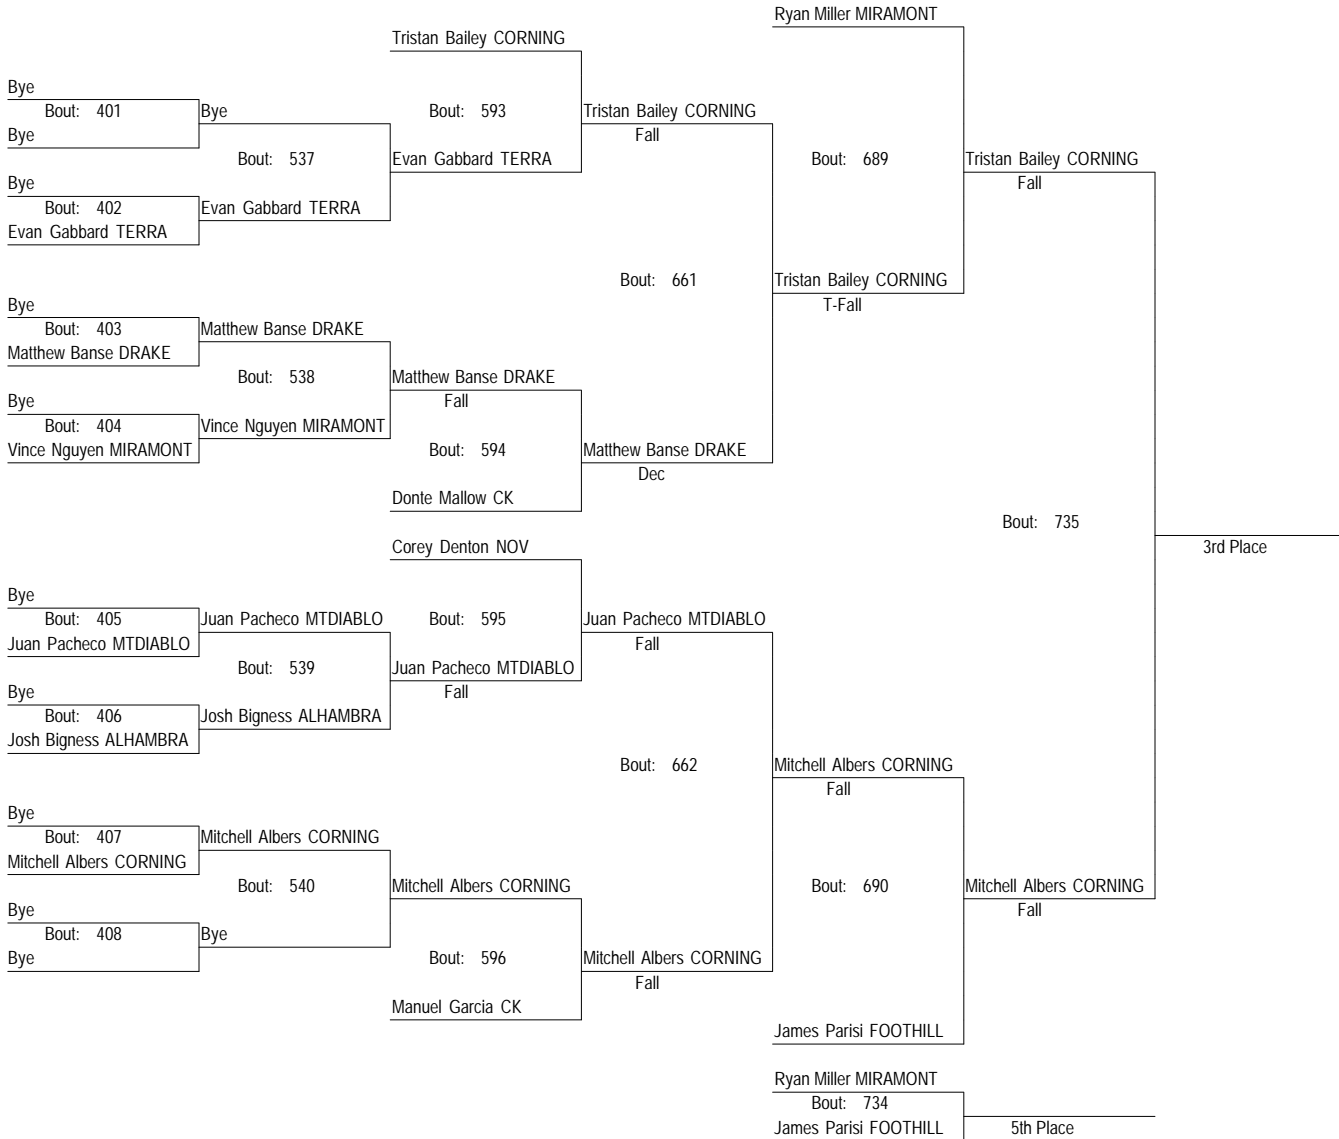 Ryan Miller MIRAMONT
Tristan Bailey CORNING
Bye
Bout: 401
Bye
Bout: 593
Tristan Bailey CORNING
Bye
Fall
Bout: 537
Evan Gabbard TERRA
Bout: 689
Tristan Bailey CORNING
Bye
Fall
Bout: 402
Evan Gabbard TERRA
Evan Gabbard TERRA
Bout: 661
Tristan Bailey CORNING
Bye
T-Fall
Bout: 403
Matthew Banse DRAKE
Matthew Banse DRAKE
Bout: 538
Matthew Banse DRAKE
Bye
Fall
Bout: 404
Vince Nguyen MIRAMONT
Vince Nguyen MIRAMONT
Bout: 594
Matthew Banse DRAKE
Dec
Donte Mallow CK
Bout: 735
Corey Denton NOV
3rd Place
Bye
Bout: 405
Juan Pacheco MTDIABLO
Bout: 595
Juan Pacheco MTDIABLO
Juan Pacheco MTDIABLO
Fall
Bout: 539
Juan Pacheco MTDIABLO
Bye
Fall
Bout: 406
Josh Bigness ALHAMBRA
Josh Bigness ALHAMBRA
Bout: 662
Mitchell Albers CORNING
Fall
Bye
Bout: 407
Mitchell Albers CORNING
Mitchell Albers CORNING
Bout: 540
Mitchell Albers CORNING
Bout: 690
Mitchell Albers CORNING
Bye
Fall
Bout: 408
Bye
Bye
Bout: 596
Mitchell Albers CORNING
Fall
Manuel Garcia CK
James Parisi FOOTHILL
Ryan Miller MIRAMONT
Bout: 734
James Parisi FOOTHILL
5th Place